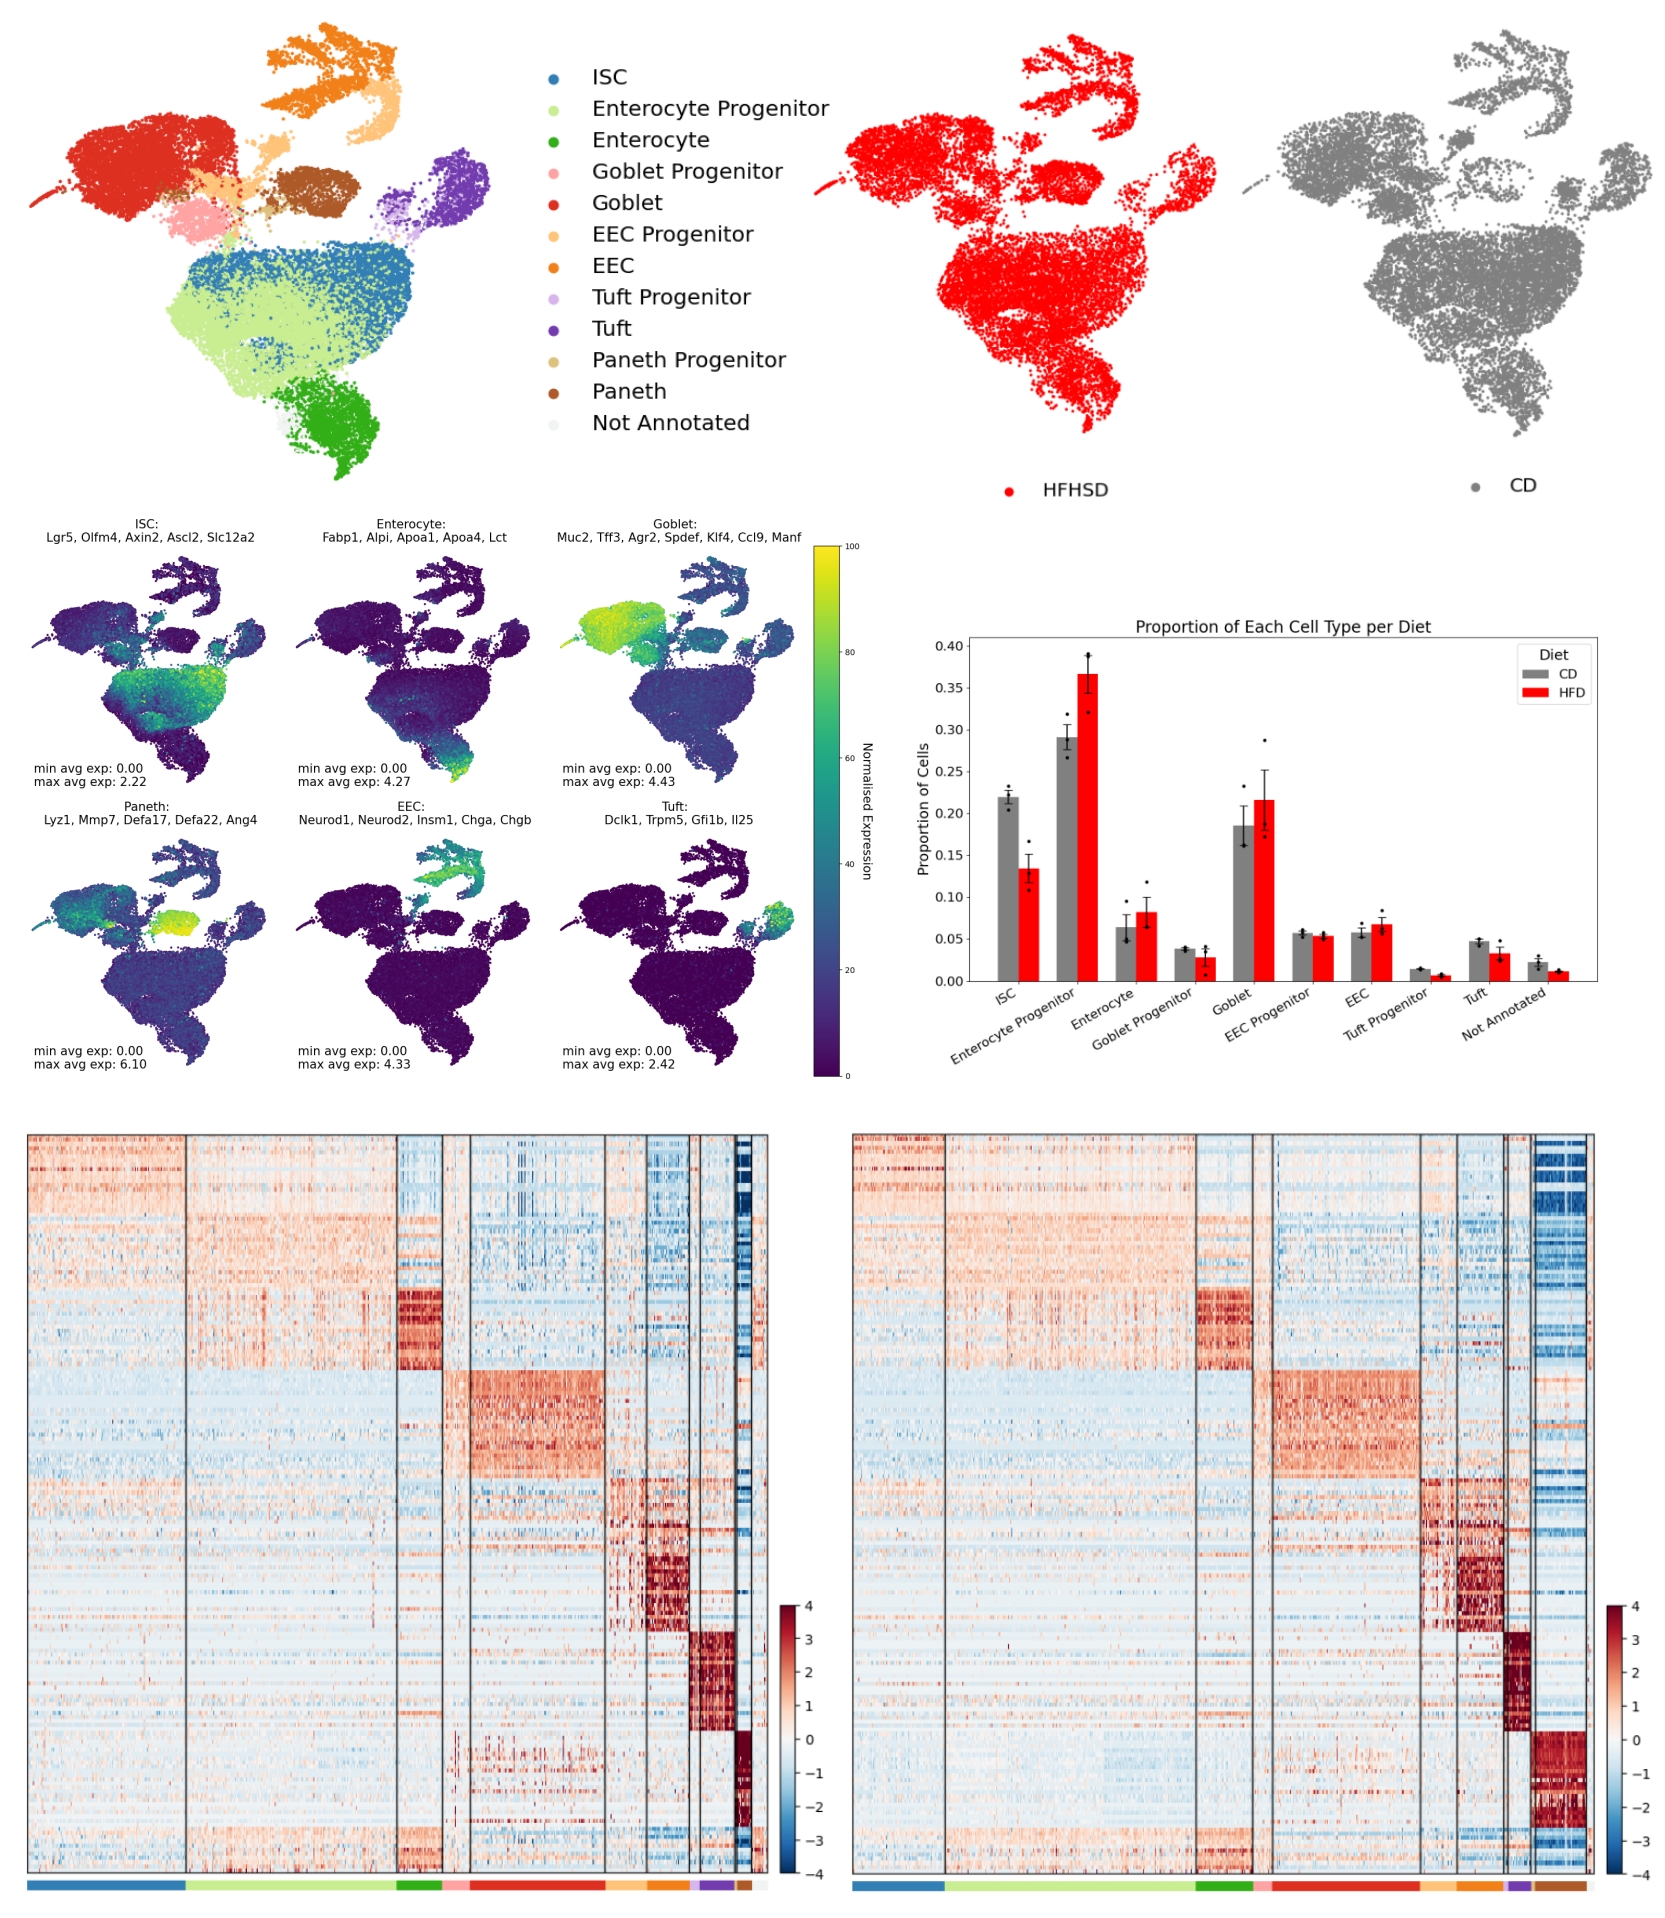 ISC
Enterocyte Progenitor
Enterocyte
Goblet Progenitor
Goblet
EEC Progenitor
EEC
Tuft Progenitor
Tuft
Paneth Progenitor
Paneth
Not Annotated
HFHSD
CD
ISC:
Lgr5, Olfm4, Axin2, Ascl2, Slc12a2
min avg exp: 0.00
max avg exp: 2.22
Enterocyte:
Fabp1, Alpi, Apoa1, Apoa4, Lct
min avg exp: 0.00
max avg exp: 4.27
Goblet:
Muc2, Tff3, Agr2, Spdef, Klf4, Ccl9, Manf
min avg exp: 0.00
max avg exp: 4.43
Paneth:
Lyz1, Mmp7, Defa17, Defa22, Ang4
min avg exp: 0.00
max avg exp: 6.10
EEC:
Neurod1, Neurod2, Insm1, Chga, Chgb
min avg exp: 0.00
max avg exp: 4.33
Tuft:
Dclk1, Trpm5, Gfi1b, Il25
min avg exp: 0.00
max avg exp: 2.42
100
80
60
40
20
0
Normalised Expression
Proportion of Each Cell Type per Diet
Proportion of Cells
0.40
0.35
0.30
0.25
0.20
0.15
0.10
0.05
0.00
Diet
CD
HFD
ISC
Enterocyte Progenitor
Enterocyte
Goblet Progenitor
Goblet
EEC Progenitor
EEC
Tuft Progenitor
Tuft
Not Annotated
4
3
2
1
0
−1
−2
−3
−4
4
3
2
1
0
−1
−2
−3
−4